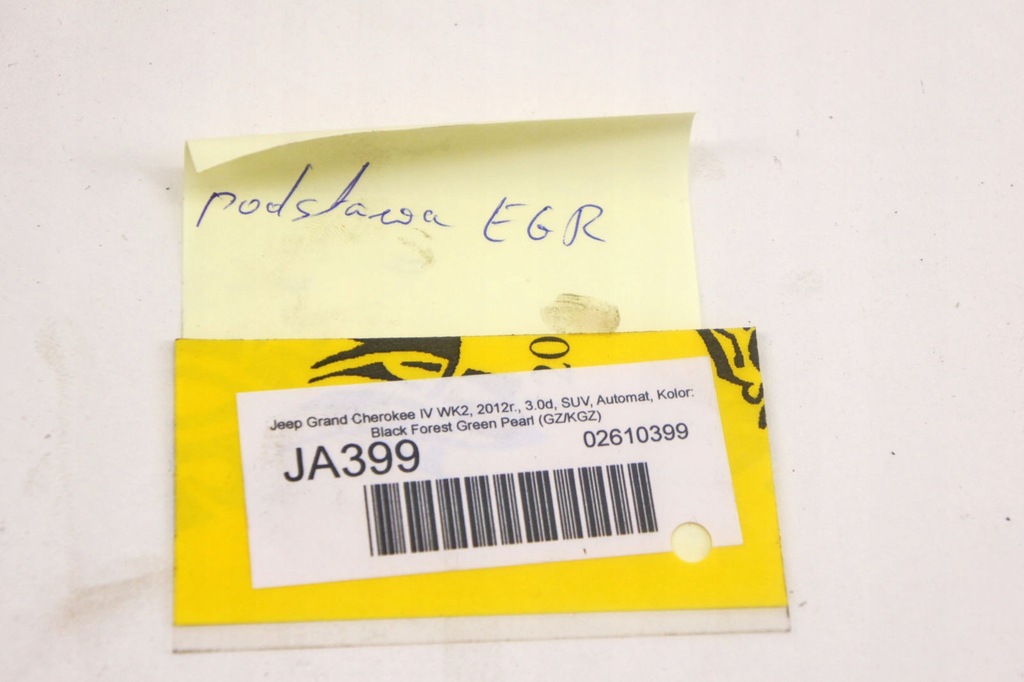 podstawa EGR
20
Jeep Grand Cherokee IV WK2, 2012r., 3.0d, SUV, Automat, Kolor:
Black Forest Green Pearl (GZ/KGZ)
JA399
02610399